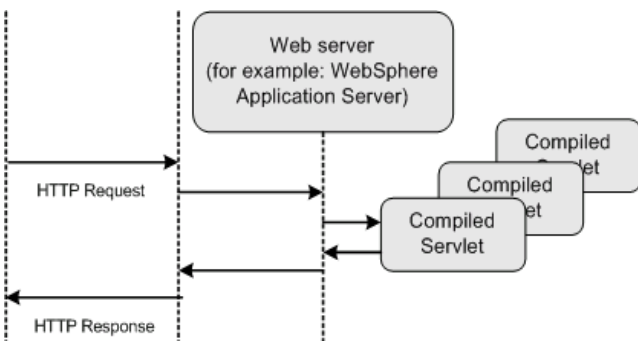 Web server
(for example: WebSphere
Application Server)
Compiled
Compiled
HTTP Request
Compiled
Servlet
HTTP Response